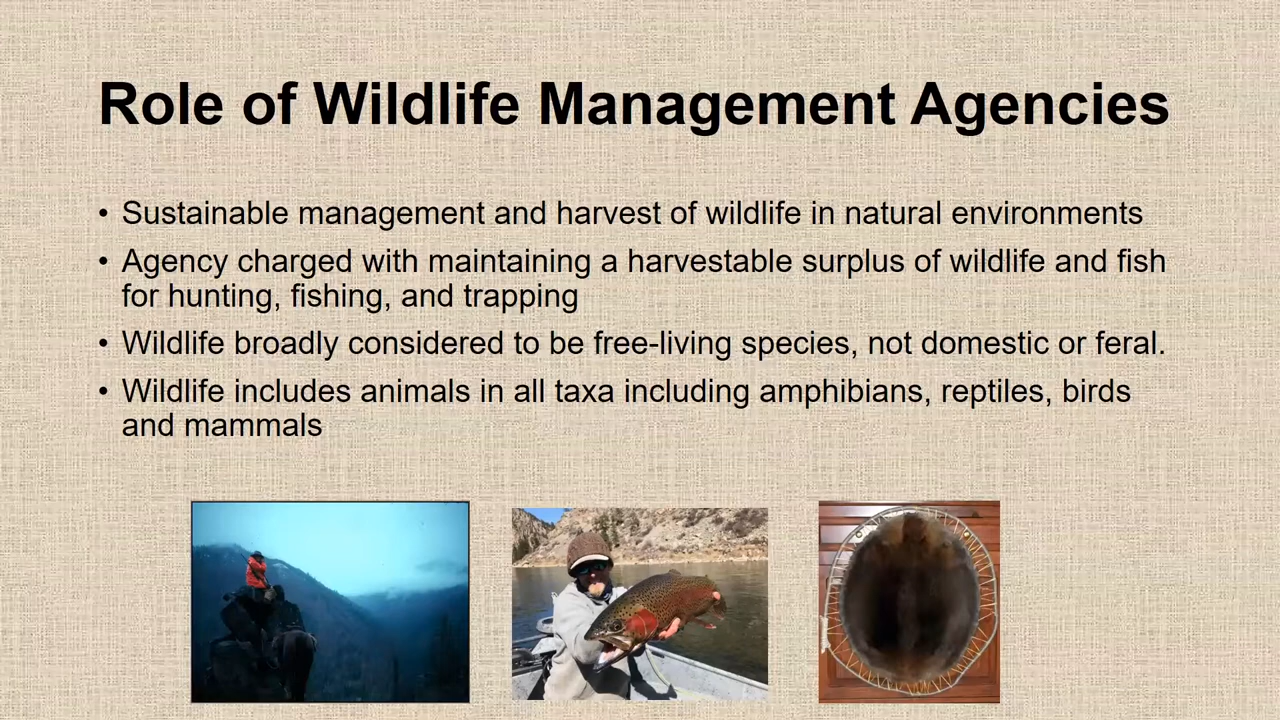 Role of Wildlife Management Agencies
• Sustainable management and harvest of wildlife in natural environments
• Agency charged with maintaining a harvestable surplus of wildlife and fish
for hunting, fishing, and trapping
• Wildlife broadly considered to be free-living species, not domestic or feral.
• Wildlife includes animals in all taxa including amphibians, reptiles, birds
and mammals